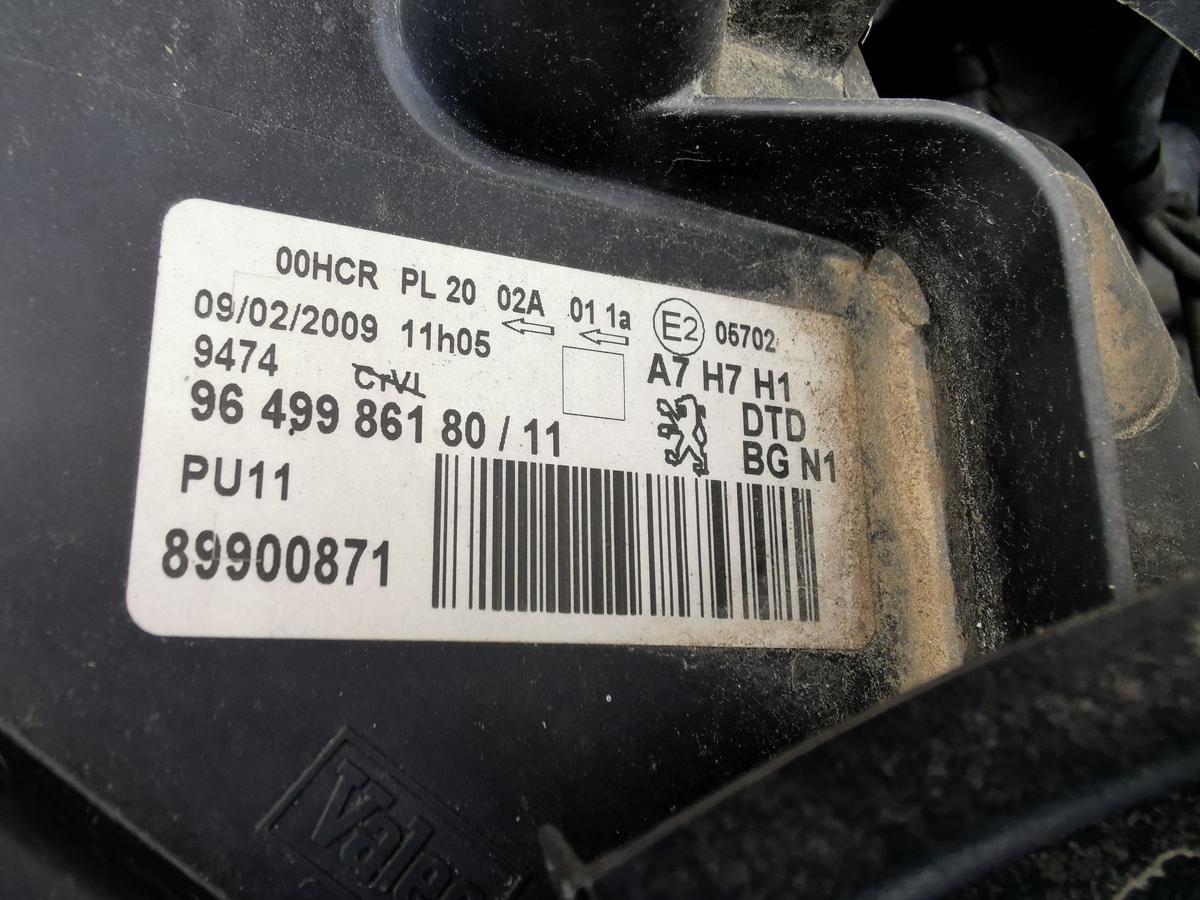 00HCR PL 20 02A 01 1a E2 05702
09/02/2009 11h05
A7 H7 H1
9474
96 499 861 80 / 11
DTD
BG N1
PU11
89900871
Valeo